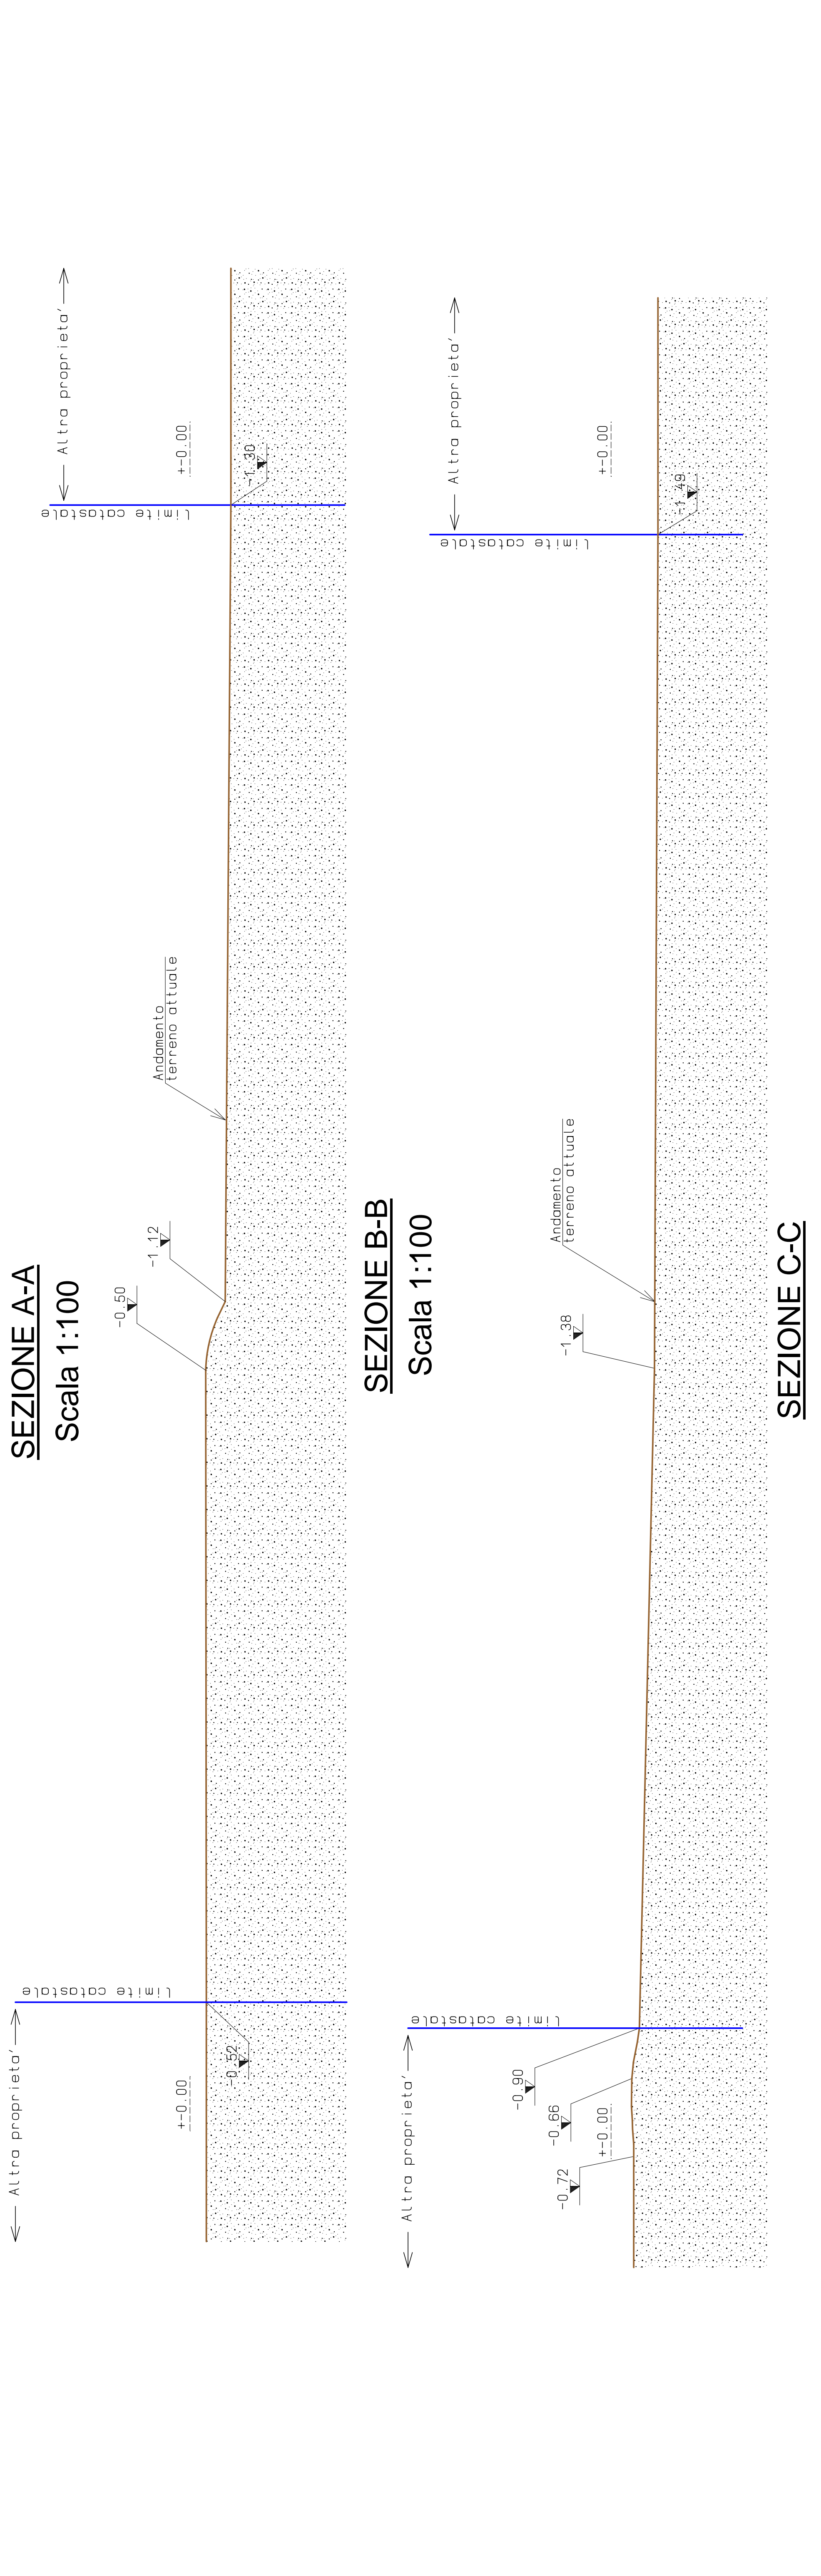 SEZIONE A-A
Scala 1:100
Altra proprieta'
limite catastale
+-0.00
-0.52
-0.50
-1.12
Andamento
terreno attuale
limite catastale
Altra proprieta'
+-0.00
-1.30
SEZIONE B-B
Scala 1:100
Altra proprieta'
limite catastale
-0.72
-0.66
+-0.00
-0.90
-1.38
Andamento
terreno attuale
limite catastale
Altra proprieta'
+-0.00
-1.49
SEZIONE C-C